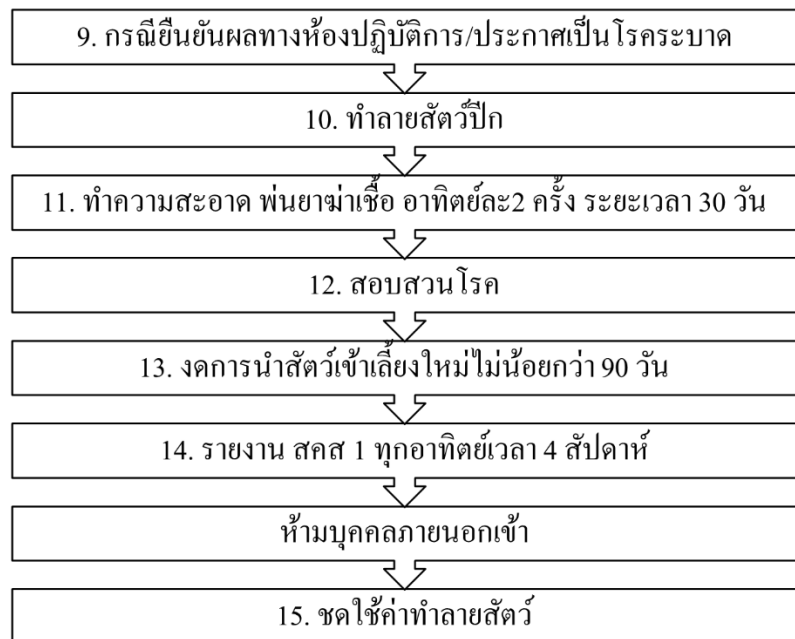 9. กรณียืนยันผลทางห้องปฏิบัติการ/ประกาศเป็นโรคระบาด
10. ทำลายสัตว์ปีก
11. ทำความสะอาด พ่นยาฆ่าเชื้อ อาทิตย์ละ2 ครั้ง ระยะเวลา 30 วัน
12. สอบสวนโรค
13. งดการนำสัตว์เข้าเลี้ยงใหม่ไม่น้อยกว่า 90 วัน
14. รายงาน สคส 1 ทุกอาทิตย์เวลา 4 สัปดาห์
ห้ามบุคคลภายนอกเข้า
15. ชดใช้ค่าทำลายสัตว์